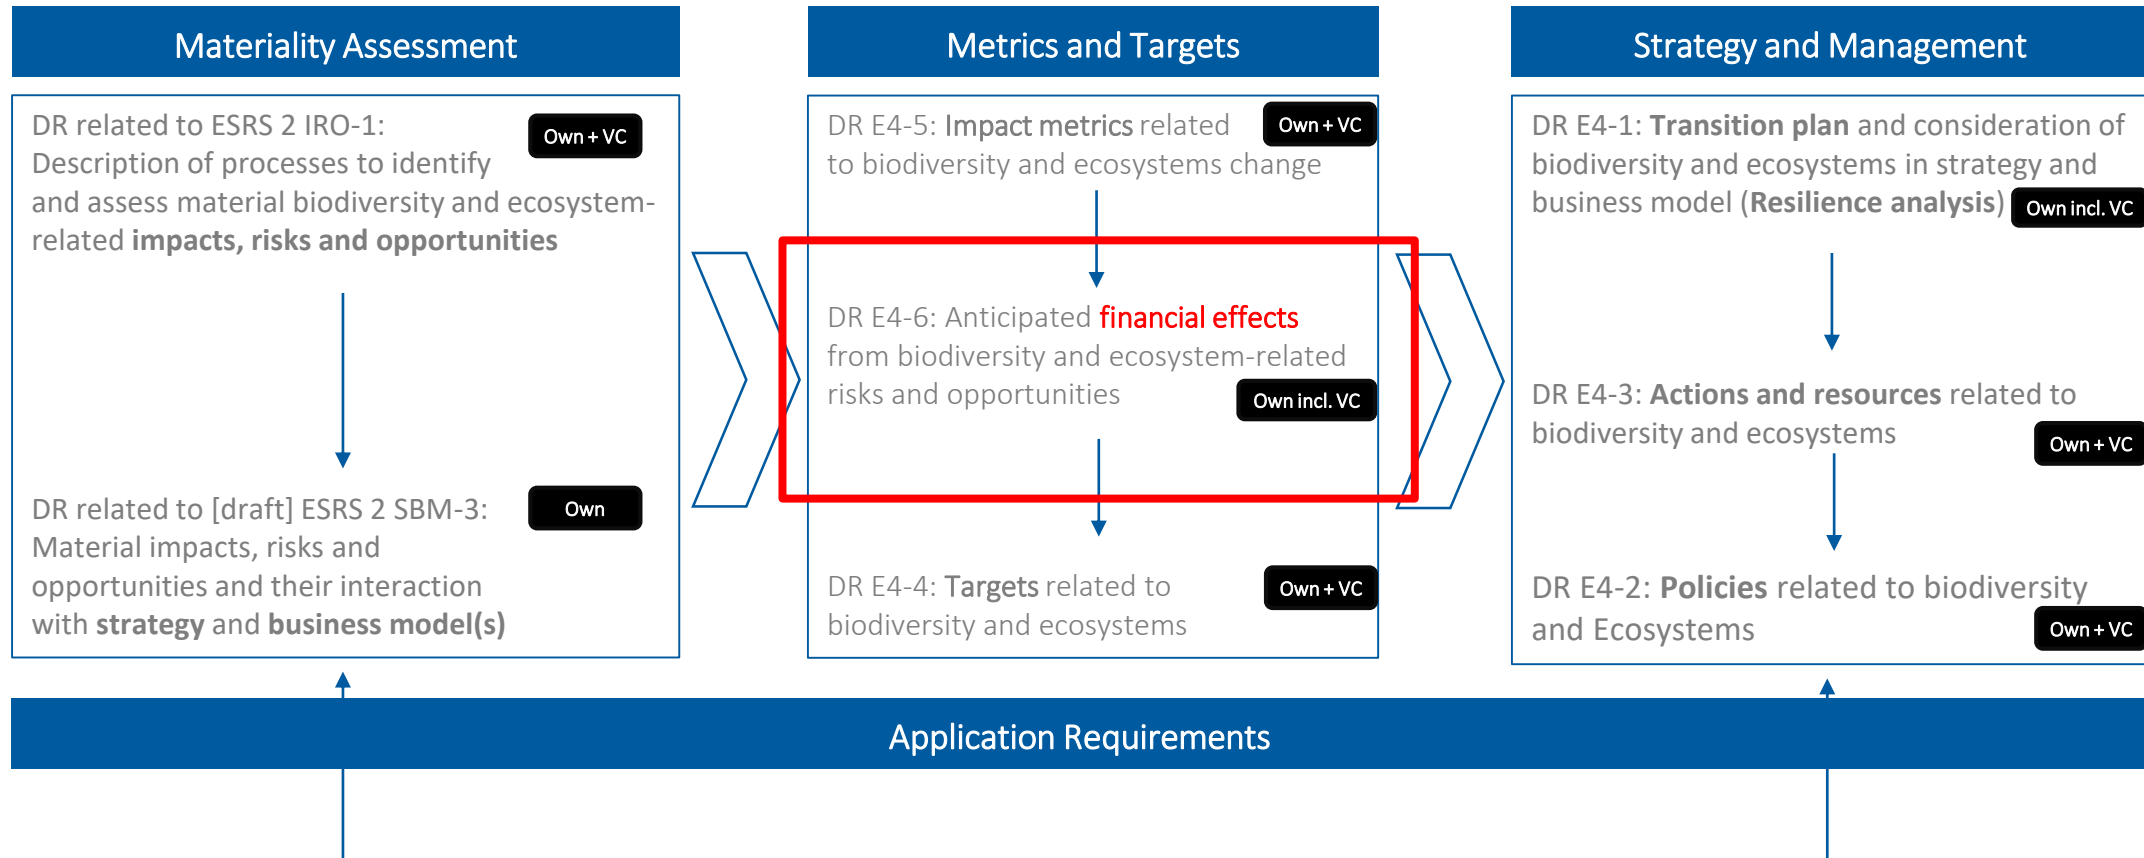 Materiality Assessment
DR related to ESRS 2 IRO-1:
Own + VC
Description of processes to identify
and assess material biodiversity and ecosystem-
related impacts, risks and opportunities
DR related to [draft] ESRS 2 SBM-3:
Own
Material impacts, risks and
opportunities and their interaction
with strategy and business model(s)
Metrics and Targets
DR E4-5: Impact metrics related
Own + VC
to biodiversity and ecosystems change
DR E4-6: Anticipated financial effects
from biodiversity and ecosystem-related
risks and opportunities
Own incl. VC
DR E4-4: Targets related to
Own + VC
biodiversity and ecosystems
Strategy and Management
DR E4-1: Transition plan and consideration of
biodiversity and ecosystems in strategy and
business model (Resilience analysis)
Own incl. VC
DR E4-3: Actions and resources related to
biodiversity and ecosystems
Own + VC
DR E4-2: Policies related to biodiversity
and Ecosystems
Own + VC
Application Requirements